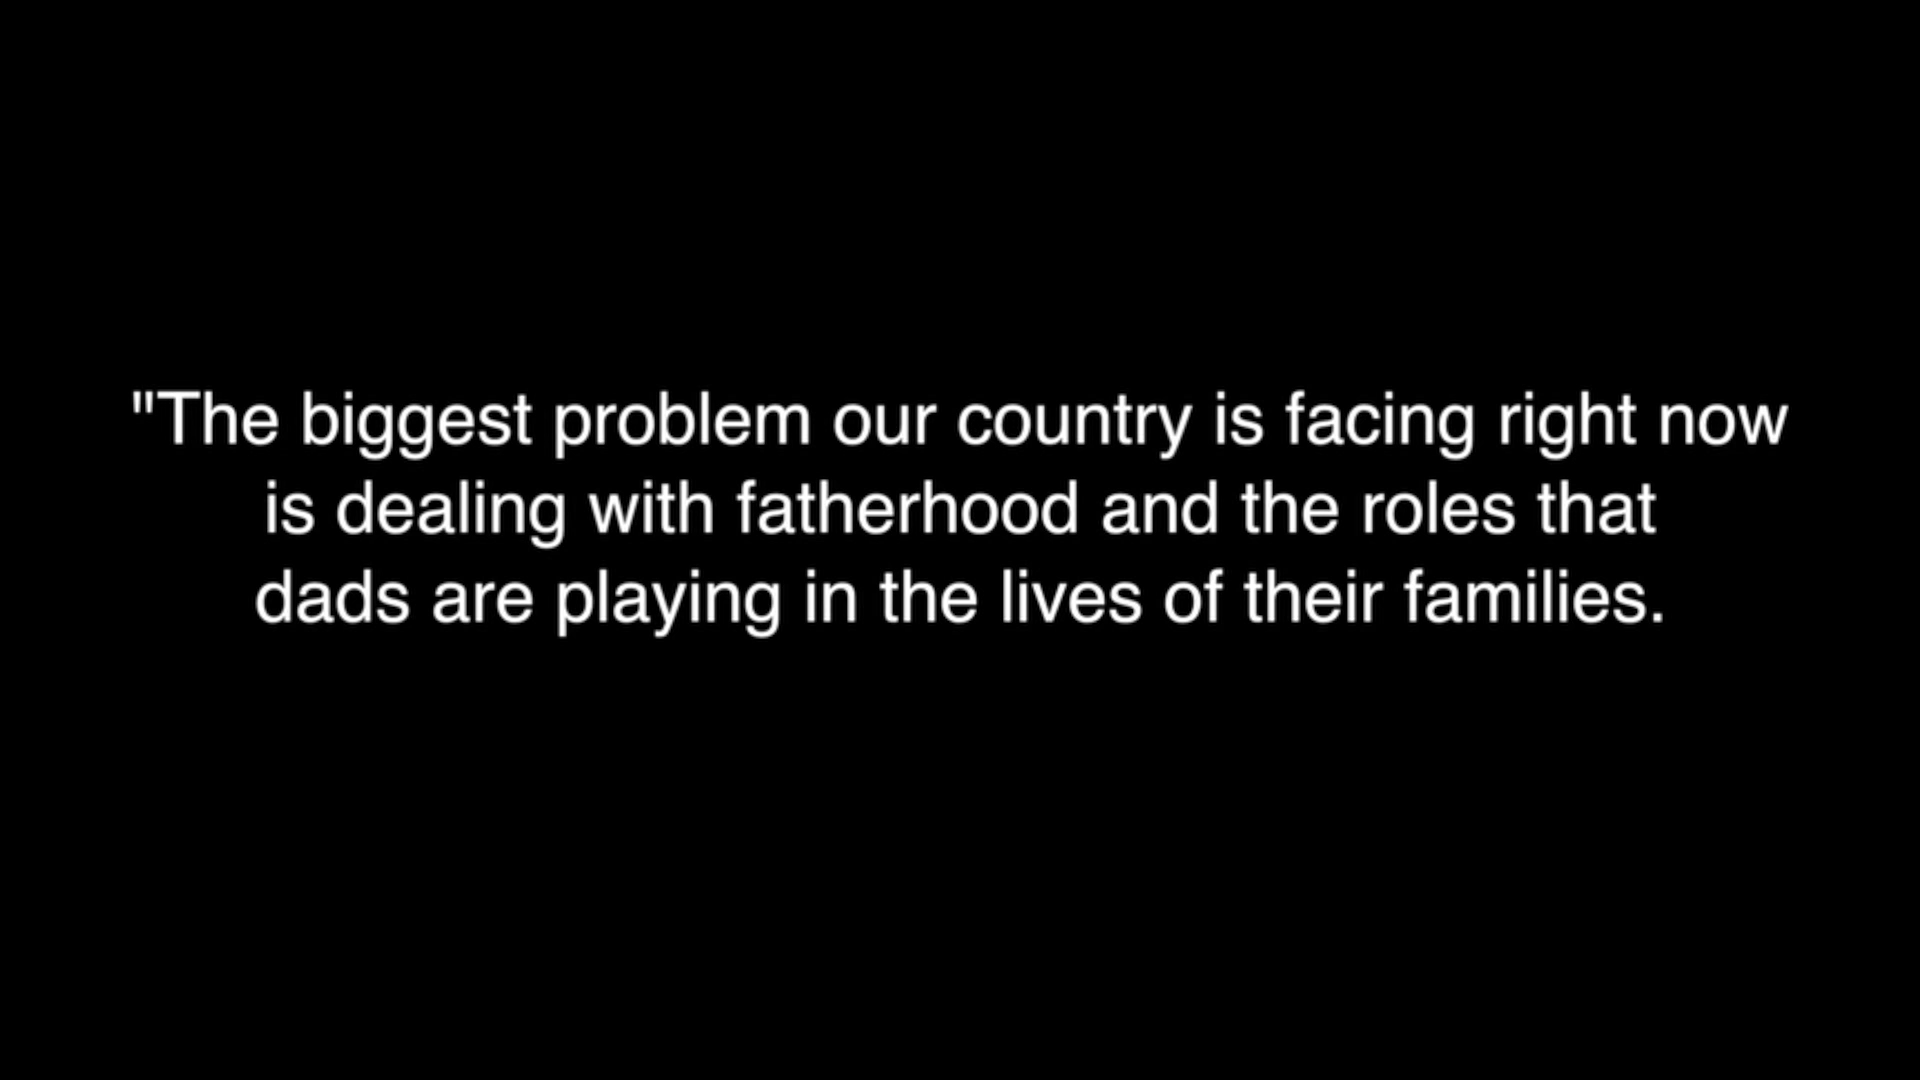 "The biggest problem our country is facing right now
is dealing with fatherhood and the roles that
dads are playing in the lives of their families.